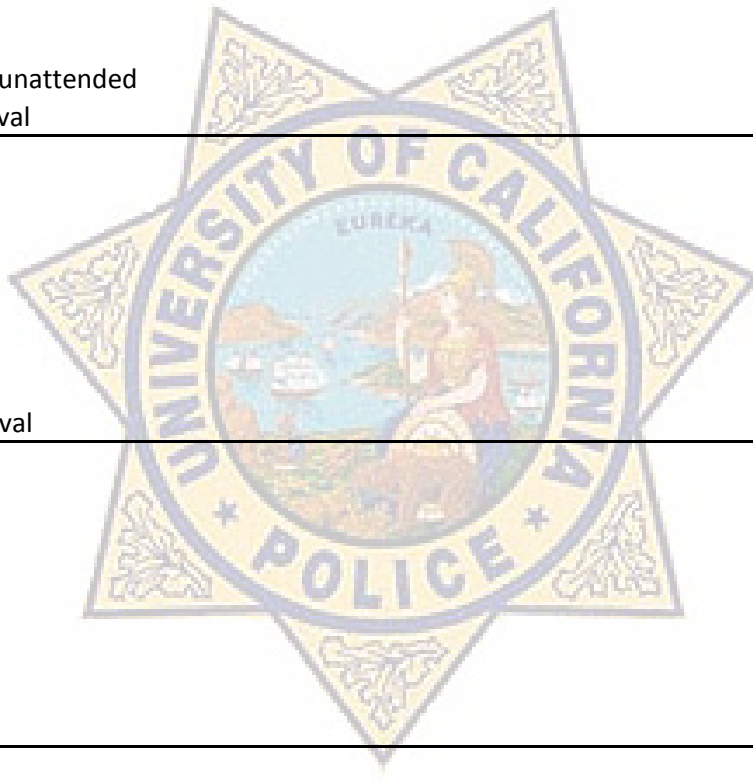 unattended
val
UNIVERSITY OF CALIFORNIA
EUREKA
val
* POLICE *